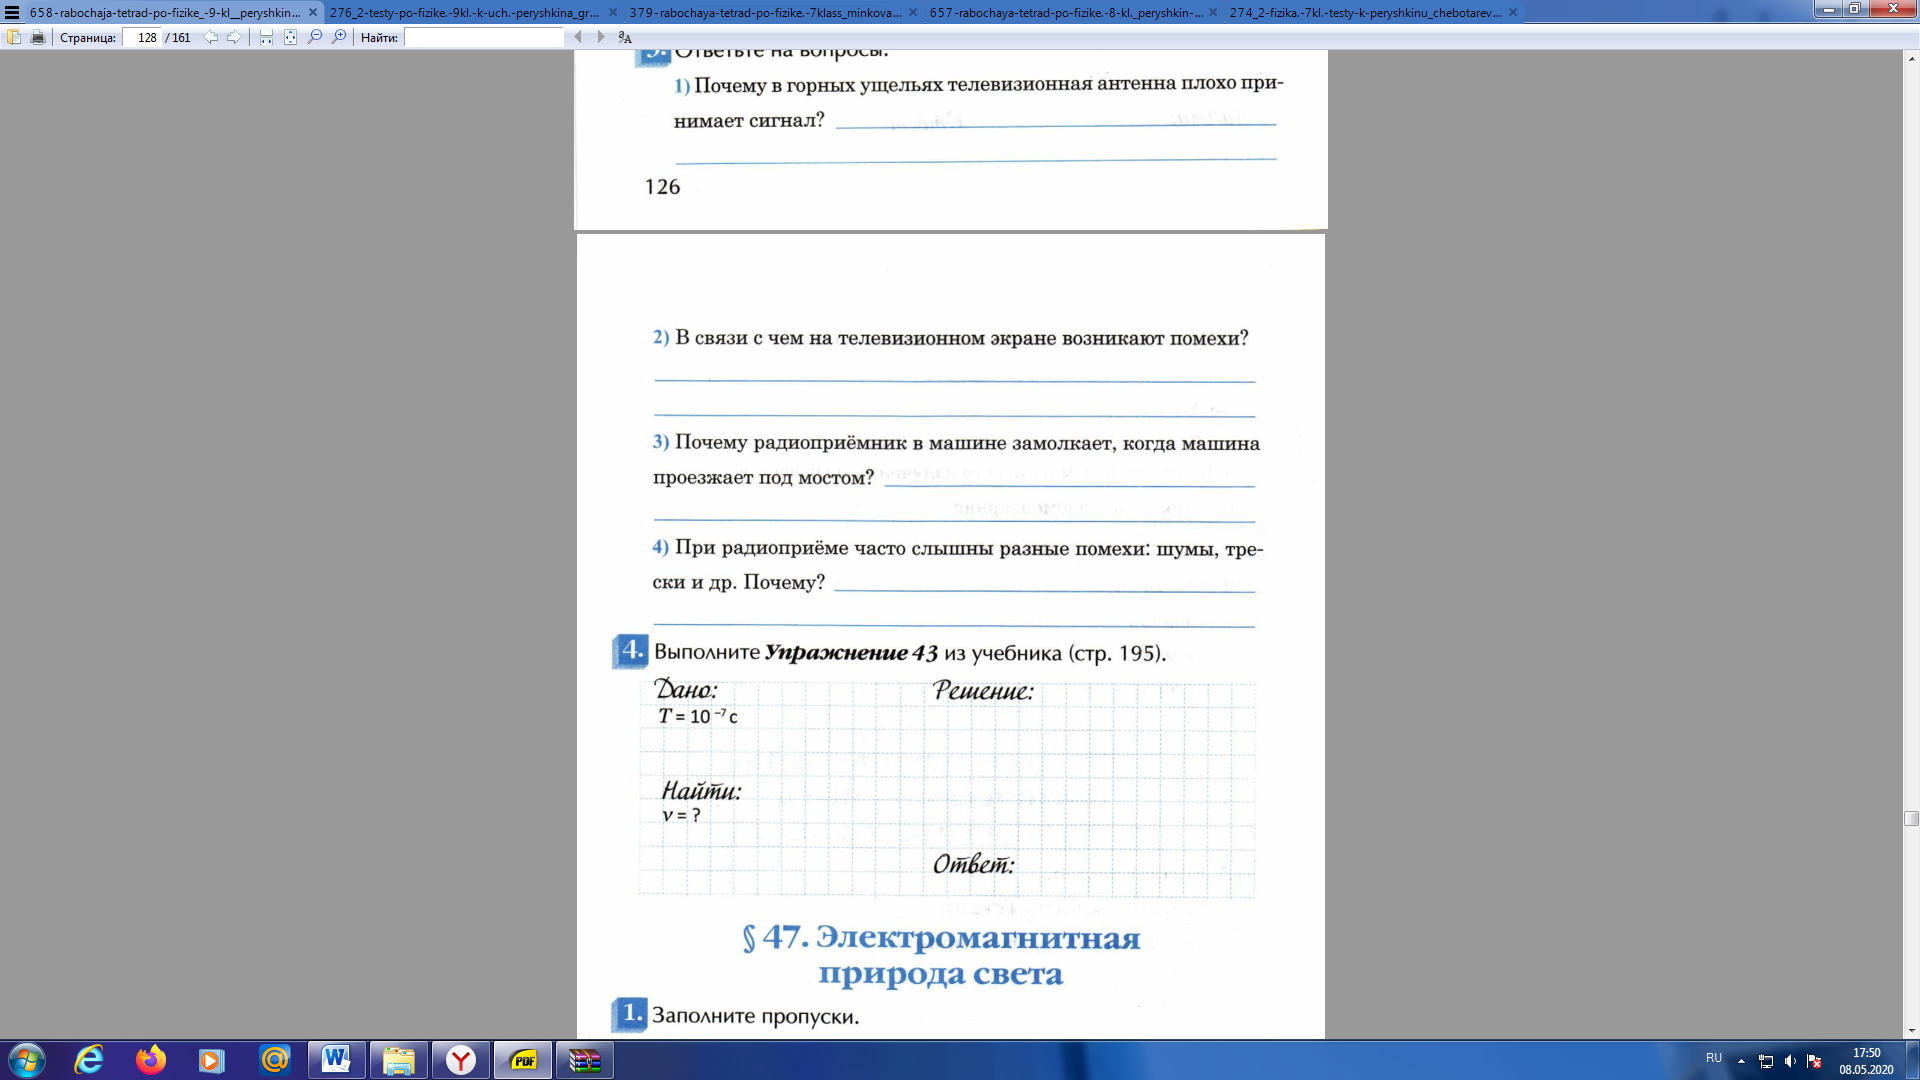 658-rabochaja-tetrad-po-fizike_-9-kl__peryshkin...
276_2-testy-po-fizike.-9kl.-k-uch.-peryshkina_gr...
379-rabochaya-tetrad-po-fizike.-7klass_minkova...
657-rabochaya-tetrad-po-fizike.-8-kl._peryshkin-...
274_2-fizika.-7kl.-testy-k-peryshkinu_chebotarev...
Страница: 128 / 161
Найти:
3. Ответьте на вопросы.
1) Почему в горных ущельях телевизионная антенна плохо при-
нимает сигнал?
126
2) В связи с чем на телевизионном экране возникают помехи?
3) Почему радиоприёмник в машине замолкает, когда машина
проезжает под мостом?
4) При радиоприёме часто слышны разные помехи: шумы, тре-
ски и др. Почему?
4. Выполните Упражнение 43 из учебника (стр. 195).
Дано:
Решение:
T = 10⁻⁷ с
Найти:
ν = ?
Ответ:
§ 47. Электромагнитная
природа света
1. Заполните пропуски.
PDF
RU
17:50
08.05.2020